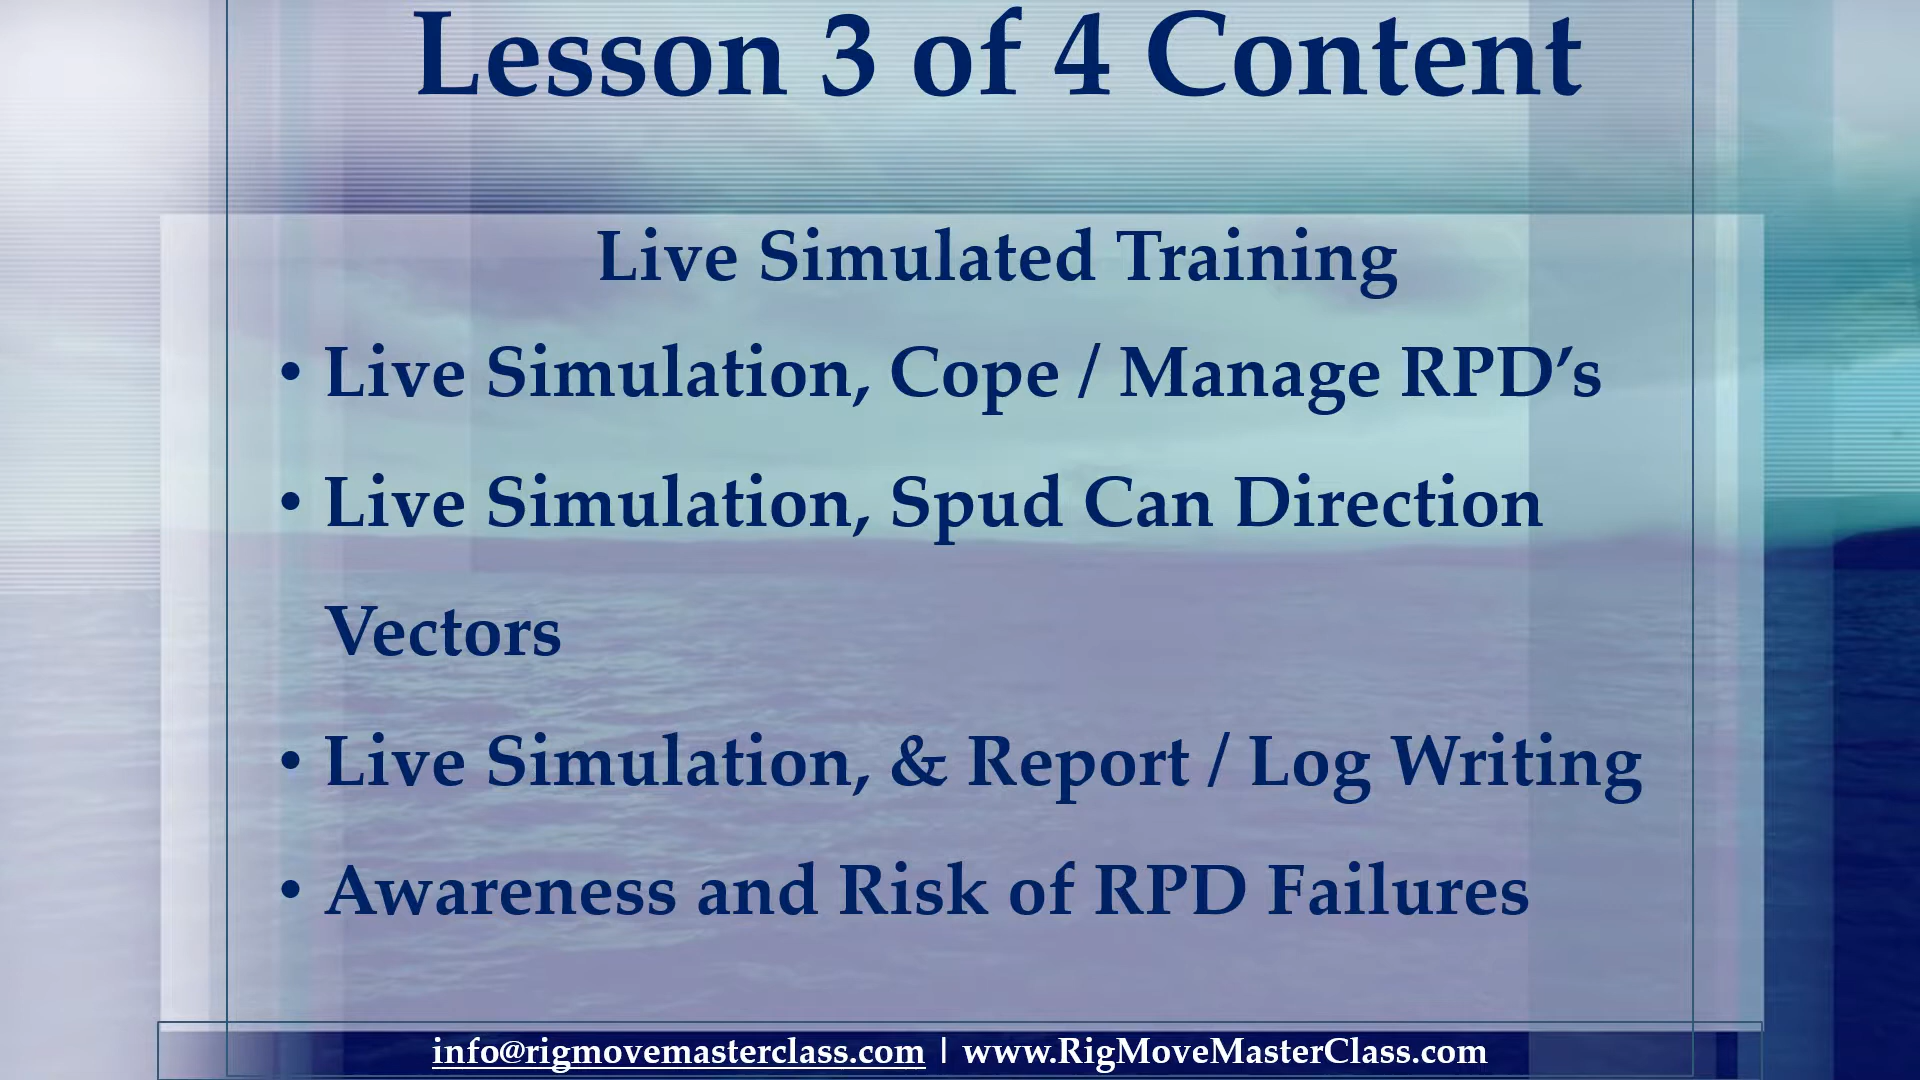 Lesson 3 of 4 Content
Live Simulated Training
• Live Simulation, Cope / Manage RPD’s
• Live Simulation, Spud Can Direction
Vectors
• Live Simulation, & Report / Log Writing
• Awareness and Risk of RPD Failures
info@rigmovemasterclass.com | www.RigMoveMasterClass.com